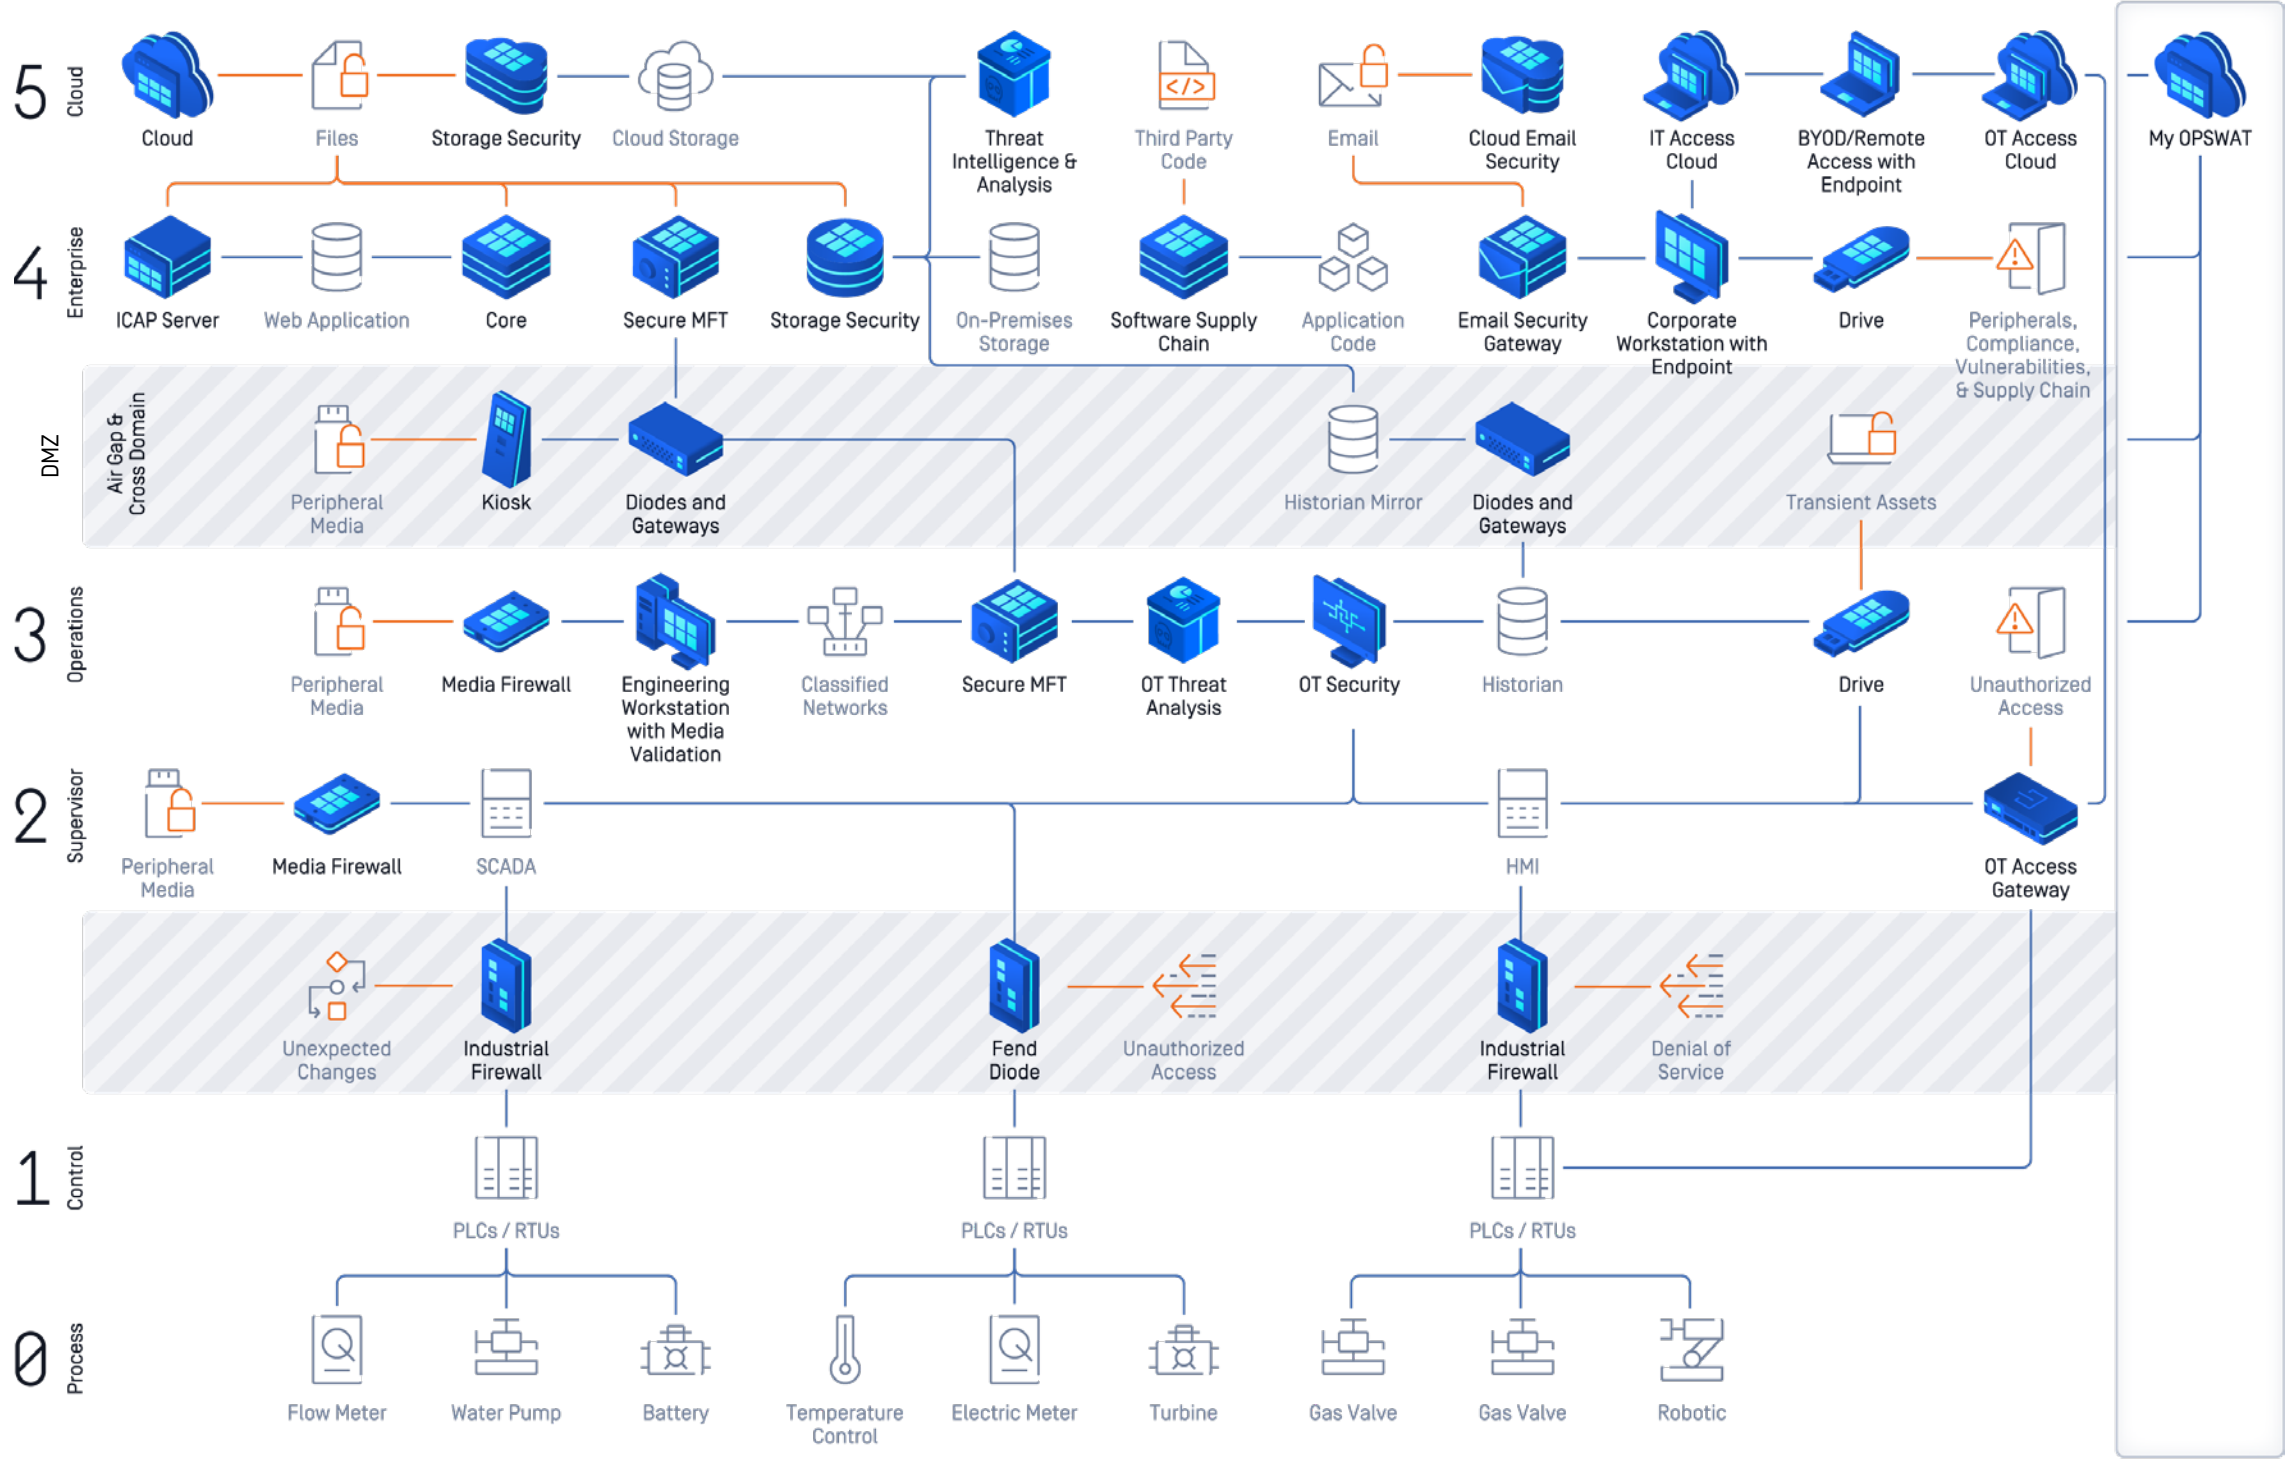 5
Cloud
Cloud
Files
Storage Security
Cloud Storage
Threat
Intelligence &
Analysis
Third Party
Code
</>
Email
Cloud Email
Security
IT Access
Cloud
BYOD/Remote
Access with
Endpoint
OT Access
Cloud
My OPSWAT
4
Enterprise
ICAP Server
Web Application
Core
Secure MFT
Storage Security
On-Premises
Storage
Software Supply
Chain
Application
Code
Email Security
Gateway
Corporate
Workstation with
Endpoint
Drive
Peripherals,
Compliance,
Vulnerabilities,
& Supply Chain
DMZ
Air Gap &
Cross Domain
Peripheral
Media
Kiosk
Diodes and
Gateways
Historian Mirror
Diodes and
Gateways
Transient Assets
3
Operations
Peripheral
Media
Media Firewall
Engineering
Workstation
with Media
Validation
Classified
Networks
Secure MFT
OT Threat
Analysis
OT Security
Historian
Drive
Unauthorized
Access
2
Supervisor
Peripheral
Media
Media Firewall
SCADA
HMI
OT Access
Gateway
Unexpected
Changes
Industrial
Firewall
Fend
Diode
Unauthorized
Access
Industrial
Firewall
Denial of
Service
1
Control
PLCs / RTUs
PLCs / RTUs
PLCs / RTUs
0
Process
Flow Meter
Water Pump
Battery
Temperature
Control
Electric Meter
Turbine
Gas Valve
Gas Valve
Robotic